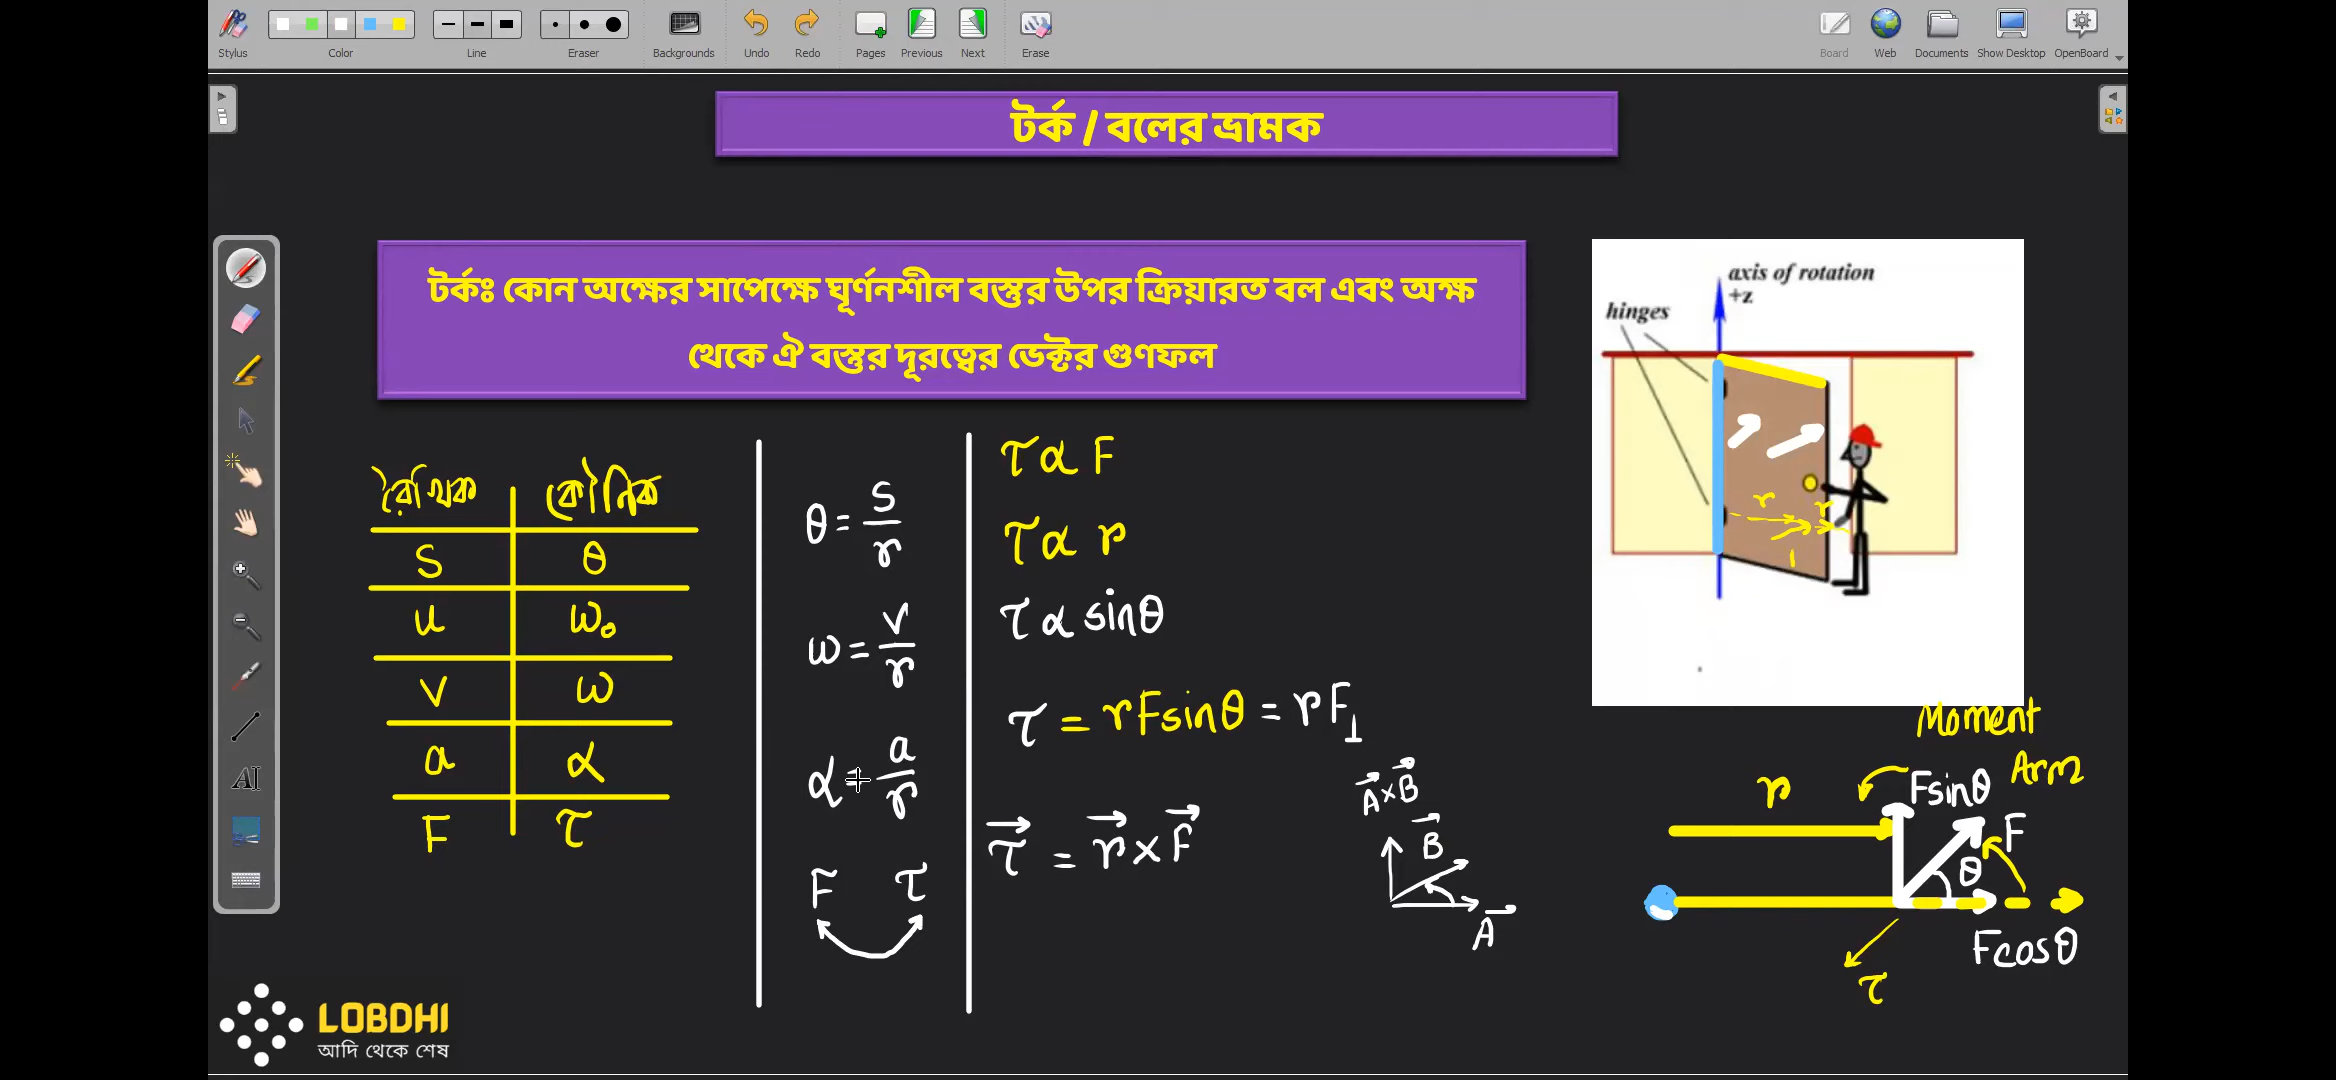 Stylus
Color
Line
Eraser
Backgrounds
Undo
Redo
Pages
Previous
Next
Erase
Board
Web
Documents
Show Desktop
OpenBoard
টর্ক / বলের ভ্রামক
টর্কঃ কোন অক্ষের সাপেক্ষে ঘূর্ণনশীল বস্তুর উপর ক্রিয়ারত বল এবং অক্ষ
থেকে ঐ বস্তুর দূরত্বের ভেক্টর গুণফল
রৈখিক কৌনিক
S θ
u ω₀
v ω
a α
F τ
θ = S/r
ω = v/r
α = a/r
F τ
τ α F
τ α r
τ α sinθ
τ = rFsinθ = rF⊥
τ⃗ = r⃗ × F⃗
A⃗ × B⃗
B⃗
A⃗
axis of rotation
+z
hinges
r
r
Moment
Arm
r
Fsinθ
F
θ
Fcosθ
τ
LOBDHI
আদি থেকে শেষ